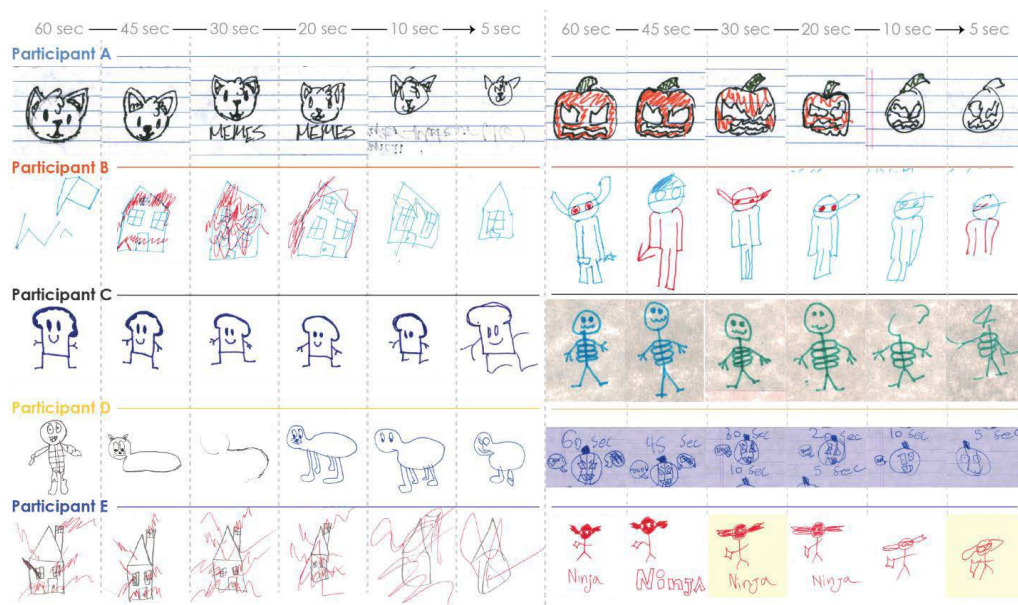 60 sec 45 sec 30 sec 20 sec 10 sec 5 sec 60 sec 45 sec 30 sec 20 sec 10 sec 5 sec
Participant A
MEMES MEMES
Participant B
Participant C
Participant D
60 sec 45 sec 30 sec 20 sec 10 sec 5 sec
10 sec 5 sec
Participant E
Ninja Ninja Ninja Ninja